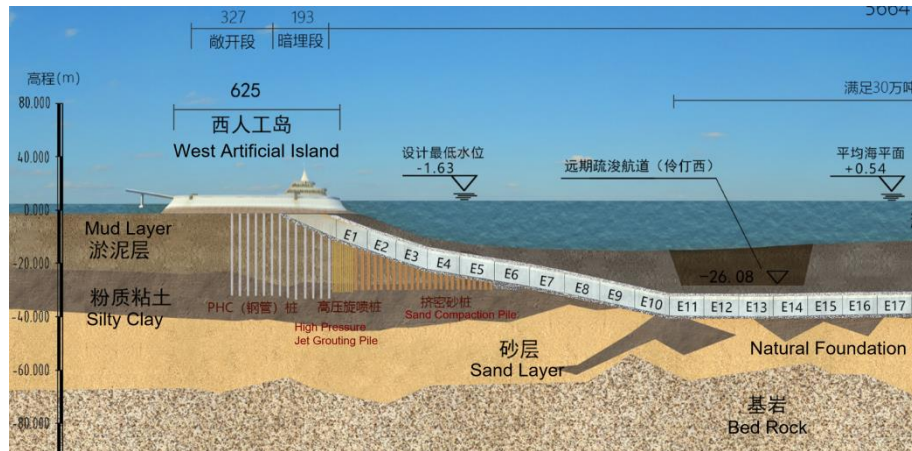 327
193
5664
敞开段
暗埋段
高程(m)
80.000
625
满足30万吨
西人工岛
West Artificial Island
40.000
设计最低水位
-1.63
远期疏浚航道（伶仃西）
平均海平面
+0.54
0.000
Mud Layer
淤泥层
E1
E2
E3
E4
E5
E6
E7
E8
E9
E10
E11
E12
E13
E14
E15
E16
E17
-20.000
-26.08
粉质粘土
Silty Clay
PHC（钢管）桩
高压旋喷桩
High Pressure
Jet Grouting Pile
挤密砂桩
Sand Compaction Pile
-40.000
砂层
Sand Layer
Natural Foundation
-60.000
基岩
Bed Rock
-80.000